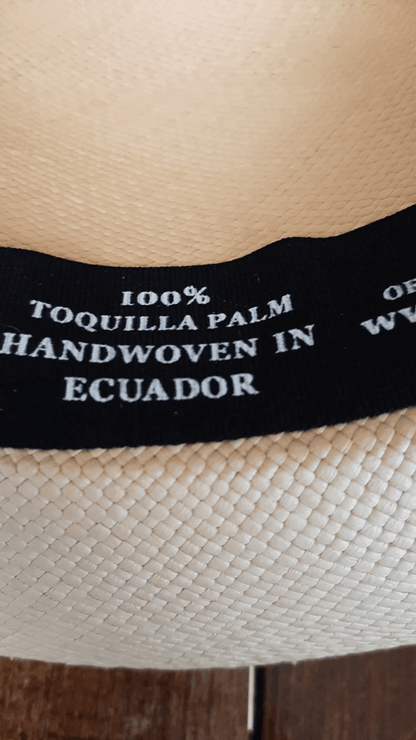 100%
TOQUILLA PALM
HANDWOVEN IN
ECUADOR